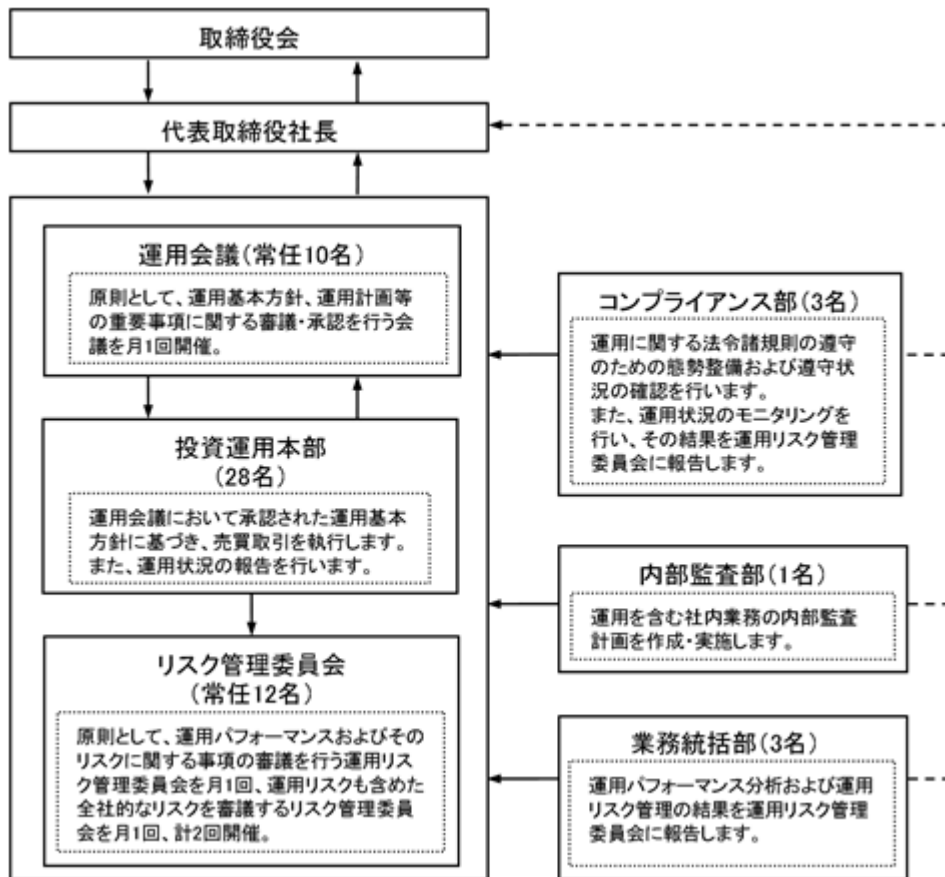 取締役会
代表取締役社長
運用会議(常任10名)
原則として、運用基本方針、運用計画等
の重要事項に関する審議・承認を行う会
議を月1回開催。
投資運用本部
(28名)
運用会議において承認された運用基本
方針に基づき、売買取引を執行します。
また、運用状況の報告を行います。
リスク管理委員会
(常任12名)
原則として、運用パフォーマンスおよびその
リスクに関する事項の審議を行う運用リス
ク管理委員会を月1回、運用リスクも含めた
全社的なリスクを審議するリスク管理委員
会を月1回、計2回開催。
コンプライアンス部(3名)
運用に関する法令諸規則の遵守
のための態勢整備および遵守状
況の確認を行います。
また、運用状況のモニタリングを
行い、その結果を運用リスク管理
委員会に報告します。
内部監査部(1名)
運用を含む社内業務の内部監査
計画を作成・実施します。
業務統括部(3名)
運用パフォーマンス分析および運用
リスク管理の結果を運用リスク管理
委員会に報告します。